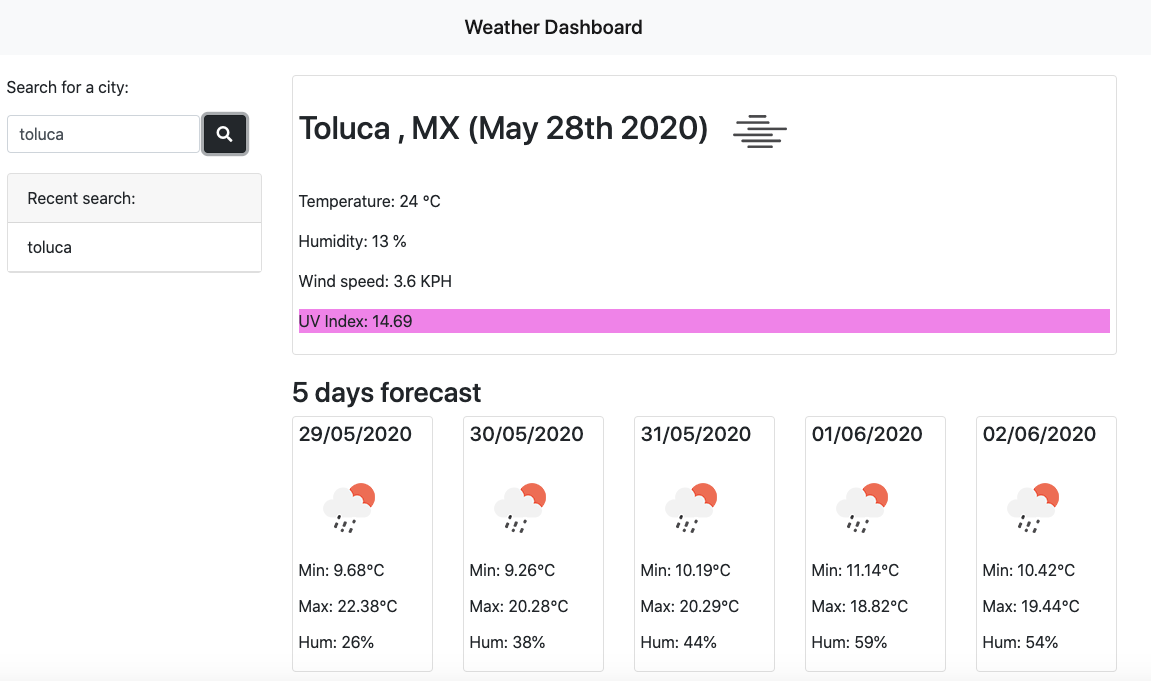 Weather Dashboard
Search for a city:
toluca
Recent search:
toluca
Toluca , MX (May 28th 2020)
Temperature: 24 °C
Humidity: 13 %
Wind speed: 3.6 KPH
UV Index: 14.69
5 days forecast
29/05/2020
Min: 9.68°C
Max: 22.38°C
Hum: 26%
30/05/2020
Min: 9.26°C
Max: 20.28°C
Hum: 38%
31/05/2020
Min: 10.19°C
Max: 20.29°C
Hum: 44%
01/06/2020
Min: 11.14°C
Max: 18.82°C
Hum: 59%
02/06/2020
Min: 10.42°C
Max: 19.44°C
Hum: 54%